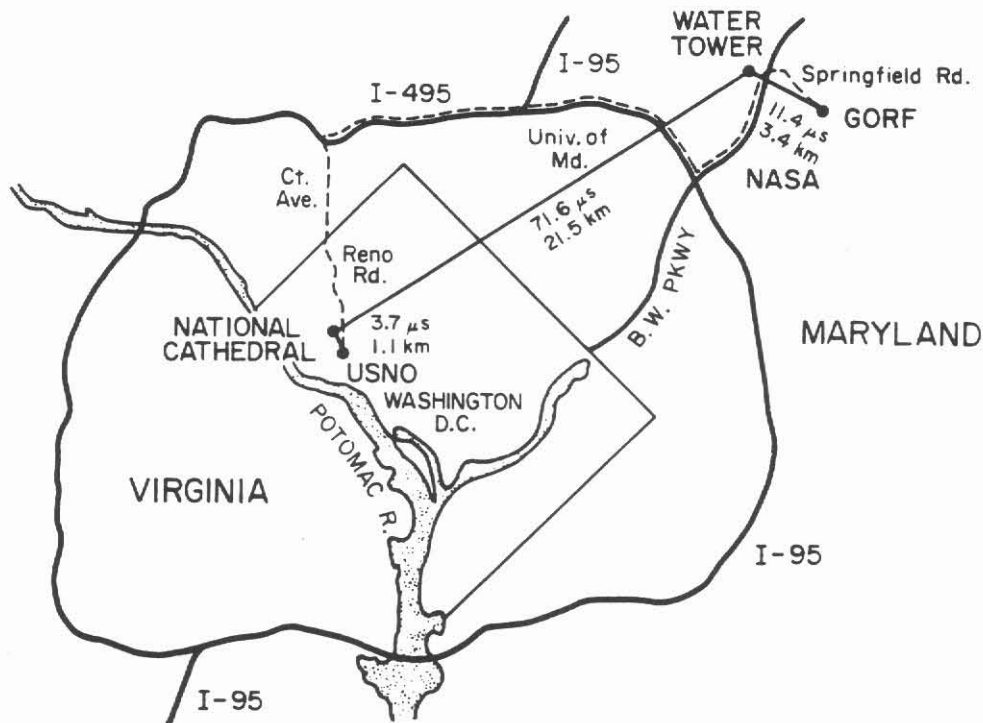 WATER
TOWER
I-95
Springfield Rd.
I-495
11.4 μs
3.4 km
GORF
Univ. of
Md.
NASA
Ct.
Ave.
71.6 μs
21.5 km
Reno
Rd.
B.W. PKWY
NATIONAL
CATHEDRAL
3.7 μs
1.1 km
MARYLAND
USNO
WASHINGTON
D.C.
POTOMAC R.
VIRGINIA
I-95
I-95